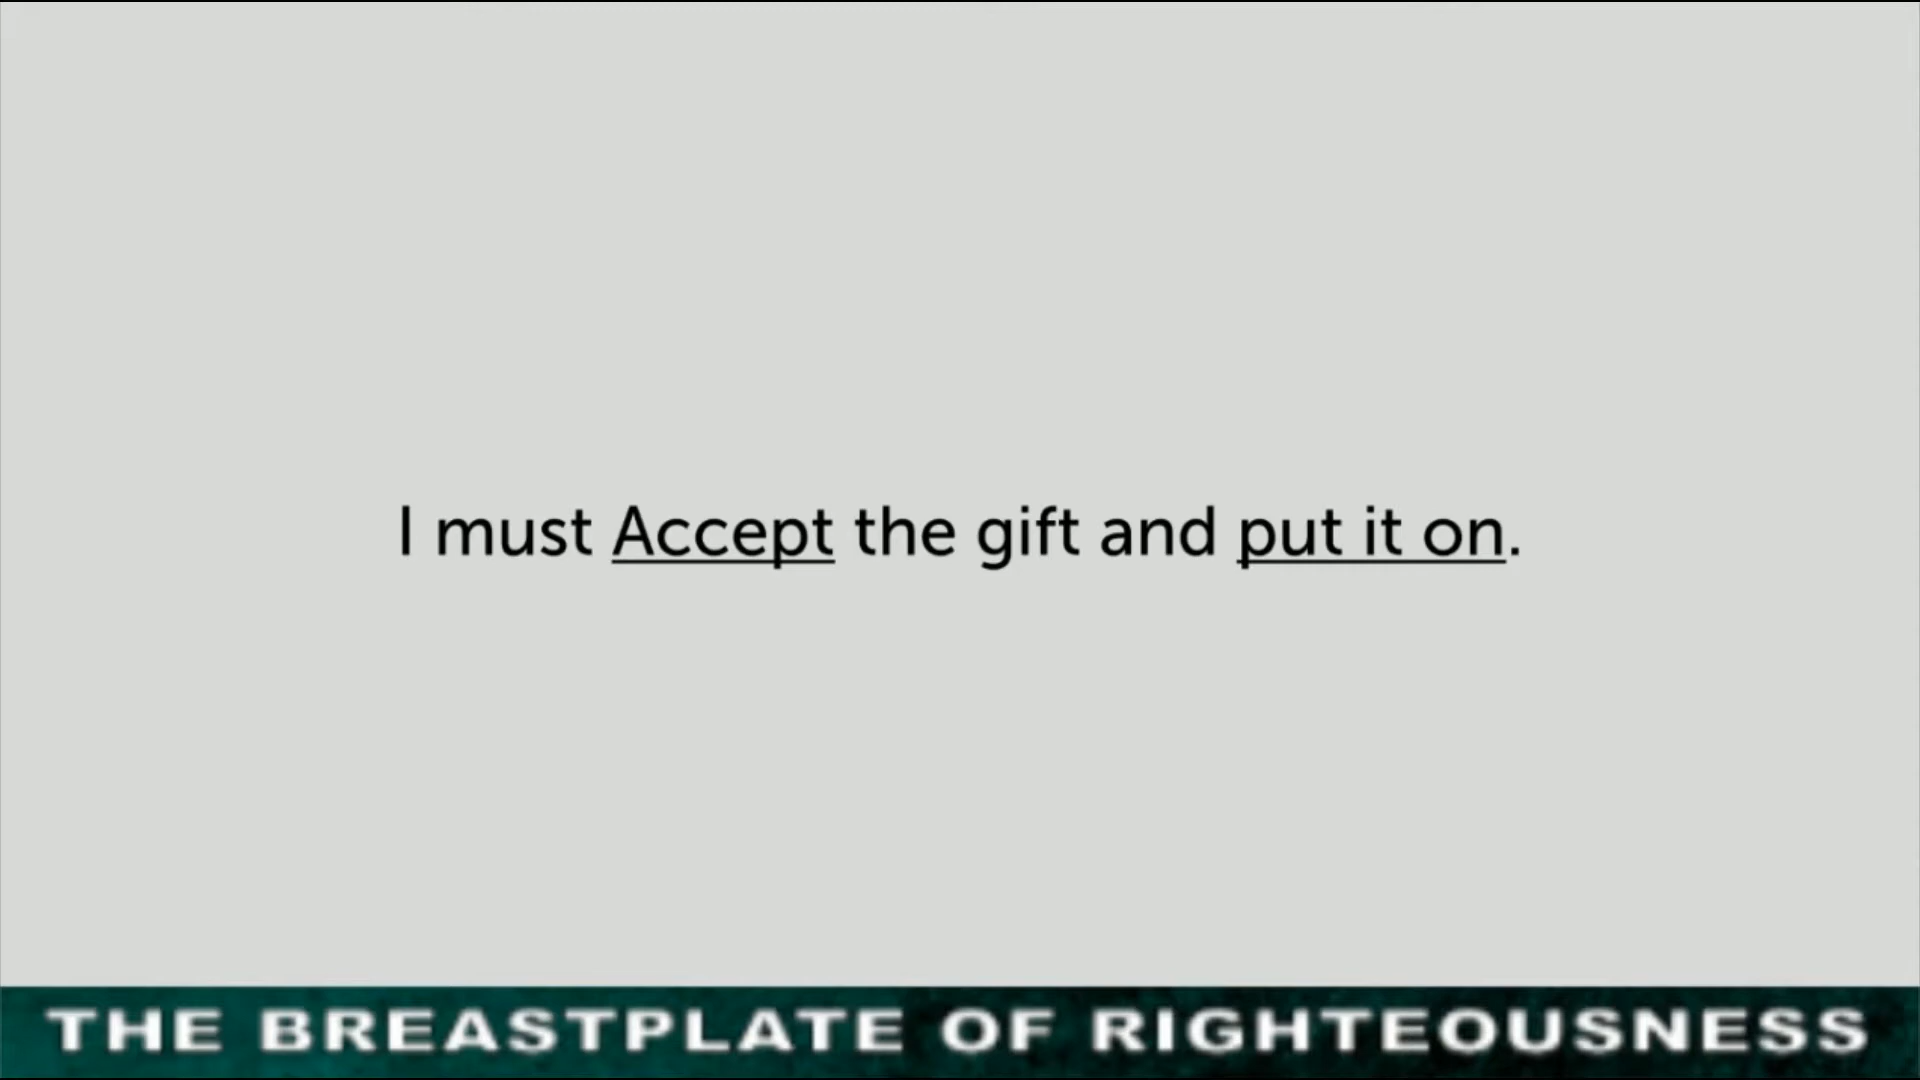 I must Accept the gift and put it on.
THE BREASTPLATE OF RIGHTEOUSNESS